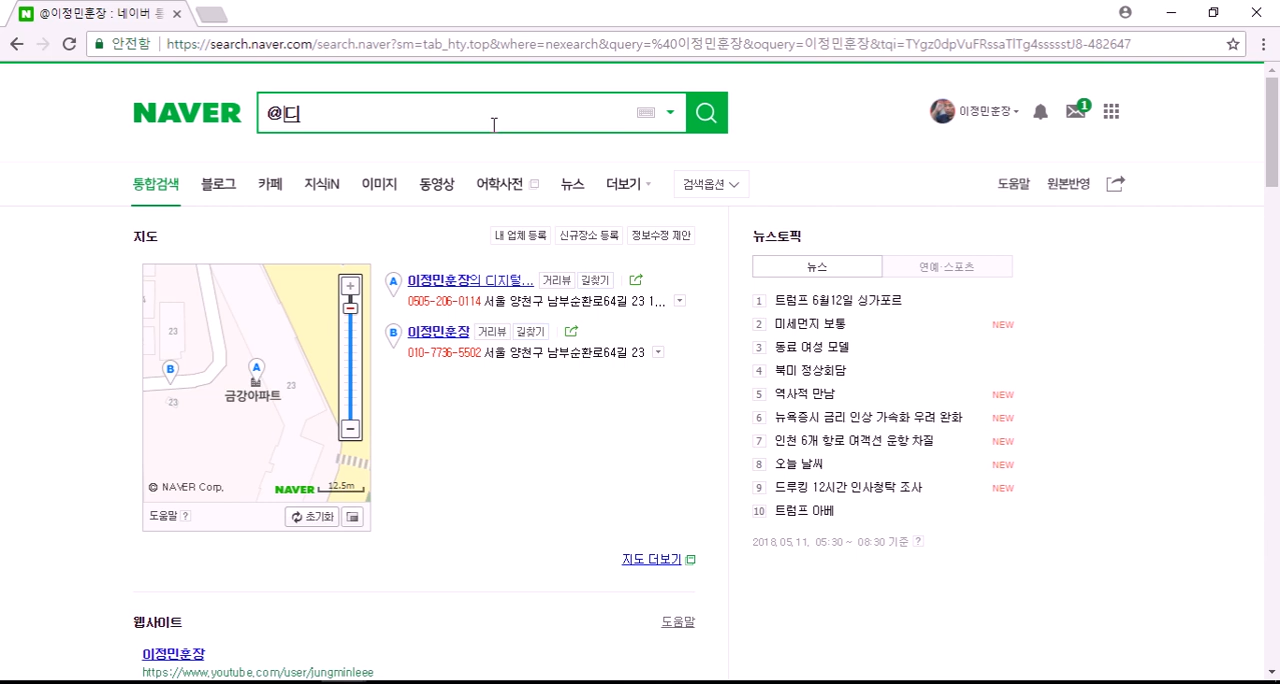 @이정민훈장 : 네이버 통
안전함 https://search.naver.com/search.naver?sm=tab_hty.top&where=nexearch&query=%40이정민훈장&oquery=이정민훈장&tqi=TYgz0dpVuFRssaTlTg4ssssstJ8-482647
NAVER
@디
이정민훈장
1
통합검색 블로그 카페 지식iN 이미지 동영상 어학사전 뉴스 더보기 검색옵션
도움말 원본반영
지도
내 업체 등록 신규장소 등록 정보수정 제안
A 이정민훈장의 디지털... 거리뷰 길찾기
0505-206-0114 서울 양천구 남부순환로64길 23 1...
B 이정민훈장 거리뷰 길찾기
010-7736-5502 서울 양천구 남부순환로64길 23
4
23
B
A
23
금강아파트
23
© NAVER Corp.
NAVER 12.5m
도움말 ?
초기화
지도 더보기
웹사이트
도움말
이정민훈장
https://www.youtube.com/user/jungminleee
뉴스토픽
뉴스 연예·스포츠
1 트럼프 6월12일 싱가포르
2 미세먼지 보통 NEW
3 동료 여성 모델
4 북미 정상회담
5 역사적 만남 NEW
6 뉴욕증시 금리 인상 가속화 우려 완화 NEW
7 인천 6개 항로 여객선 운항 차질 NEW
8 오늘 날씨 NEW
9 드루킹 12시간 인사청탁 조사 NEW
10 트럼프 아베
2018.05.11. 05:30 ~ 08:30 기준 ?